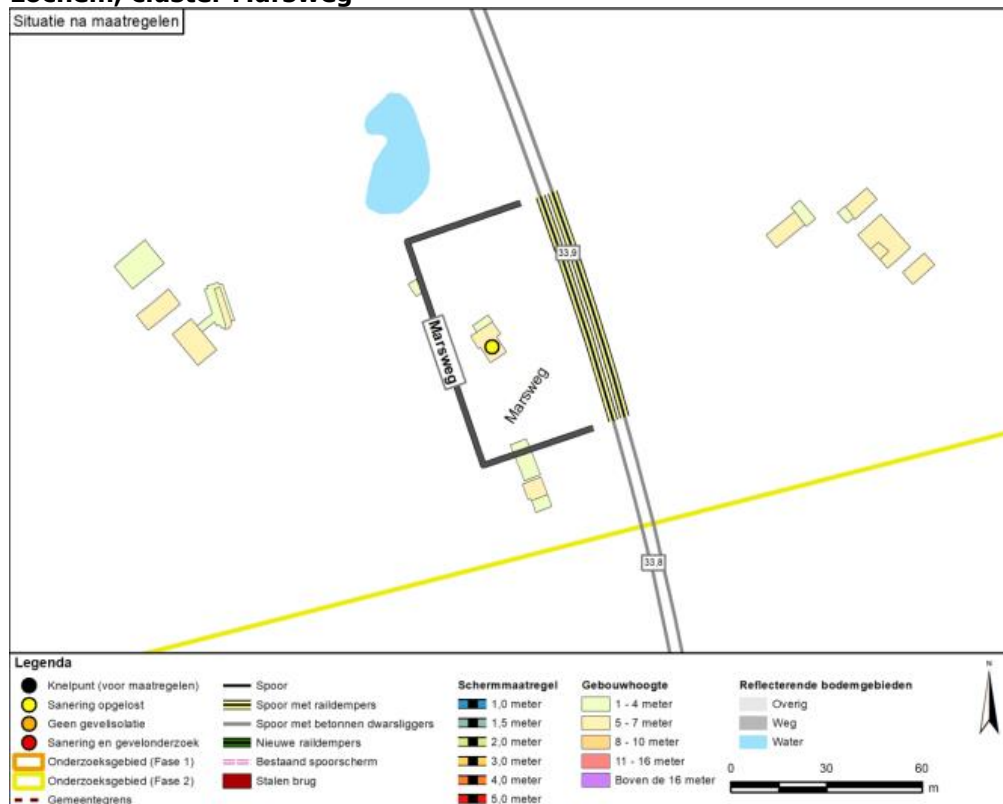 Lochem, cluster Marsweg
Situatie na maatregelen
33,9
Marsweg
Marsweg
33,8
Legenda
Knelpunt (voor maatregelen)
Sanering opgelost
Geen gevelisolatie
Sanering en gevelonderzoek
Onderzoeksgebied (Fase 1)
Onderzoeksgebied (Fase 2)
Gemeentegrens
Spoor
Spoor met raildempers
Spoor met betonnen dwarsliggers
Nieuwe raildempers
Bestaand spoorscherm
Stalen brug
Schermmaatregel
1,0 meter
1,5 meter
2,0 meter
3,0 meter
4,0 meter
5,0 meter
Gebouwhoogte
1 - 4 meter
5 - 7 meter
8 - 10 meter
11 - 16 meter
Boven de 16 meter
Reflecterende bodemgebieden
Overig
Weg
Water
N
0 30 60
m